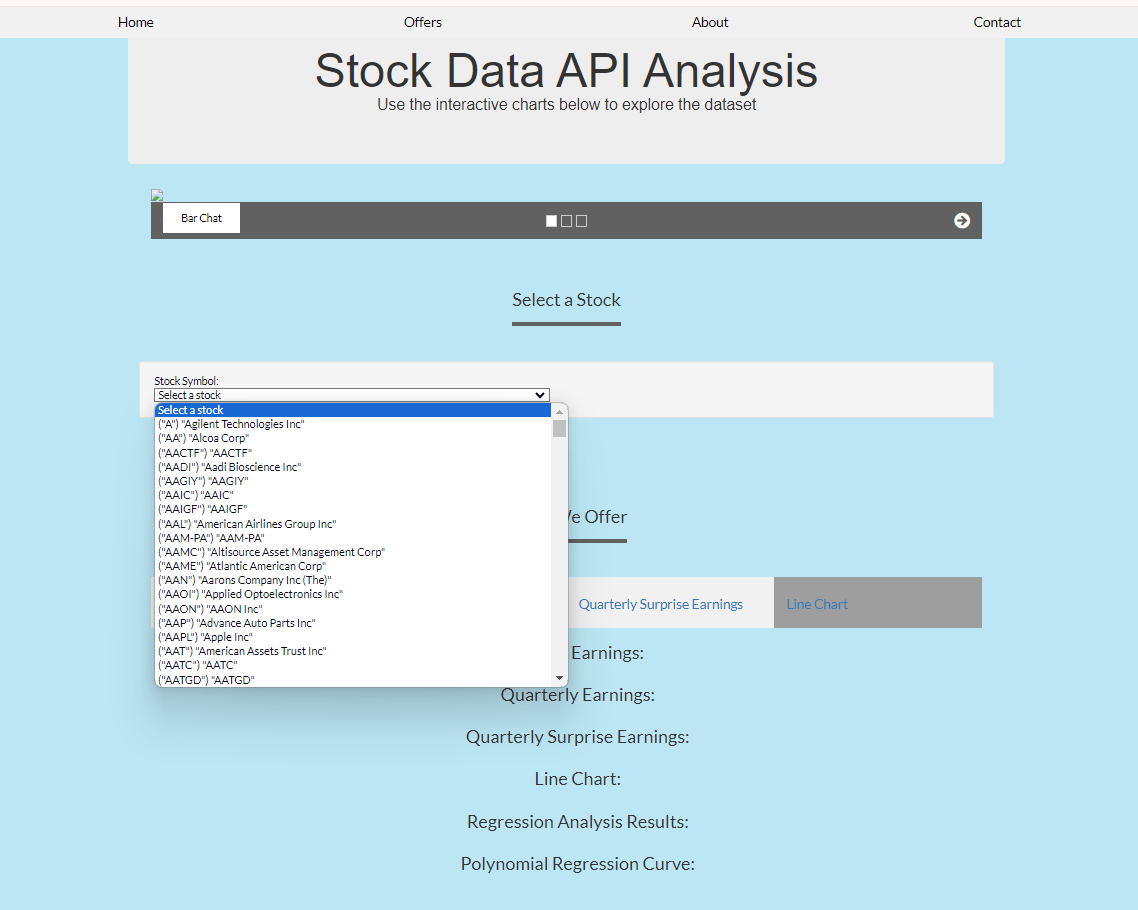 Home Offers About Contact
Stock Data API Analysis
Use the interactive charts below to explore the dataset
Bar Chat
Select a Stock
Stock Symbol:
Select a stock
Select a stock
("A") "Agilent Technologies Inc"
("AA") "Alcoa Corp"
("AACTF") "AACTF"
("AADI") "Aadi Bioscience Inc"
("AAGIY") "AAGIY"
("AAIC") "AAIC"
("AAIGF") "AAIGF"
("AAL") "American Airlines Group Inc"
("AAM-PA") "AAM-PA"
("AAMC") "Altisource Asset Management Corp"
("AAME") "Atlantic American Corp"
("AAN") "Aarons Company Inc (The)"
("AAOI") "Applied Optoelectronics Inc"
("AAON") "AAON Inc"
("AAP") "Advance Auto Parts Inc"
("AAPL") "Apple Inc"
("AAT") "American Assets Trust Inc"
("AATC") "AATC"
("AATGD") "AATGD"
Offer
Quarterly Surprise Earnings Line Chart
Earnings:
Quarterly Earnings:
Quarterly Surprise Earnings:
Line Chart:
Regression Analysis Results:
Polynomial Regression Curve: